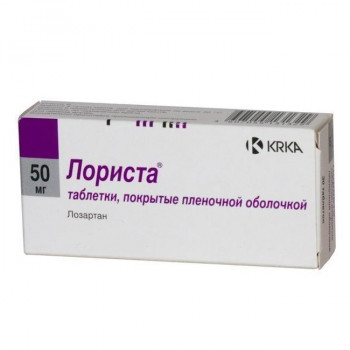 KRKA
50
мг
Лориста®
таблетки, покрытые пленочной оболочкой
Лозартан